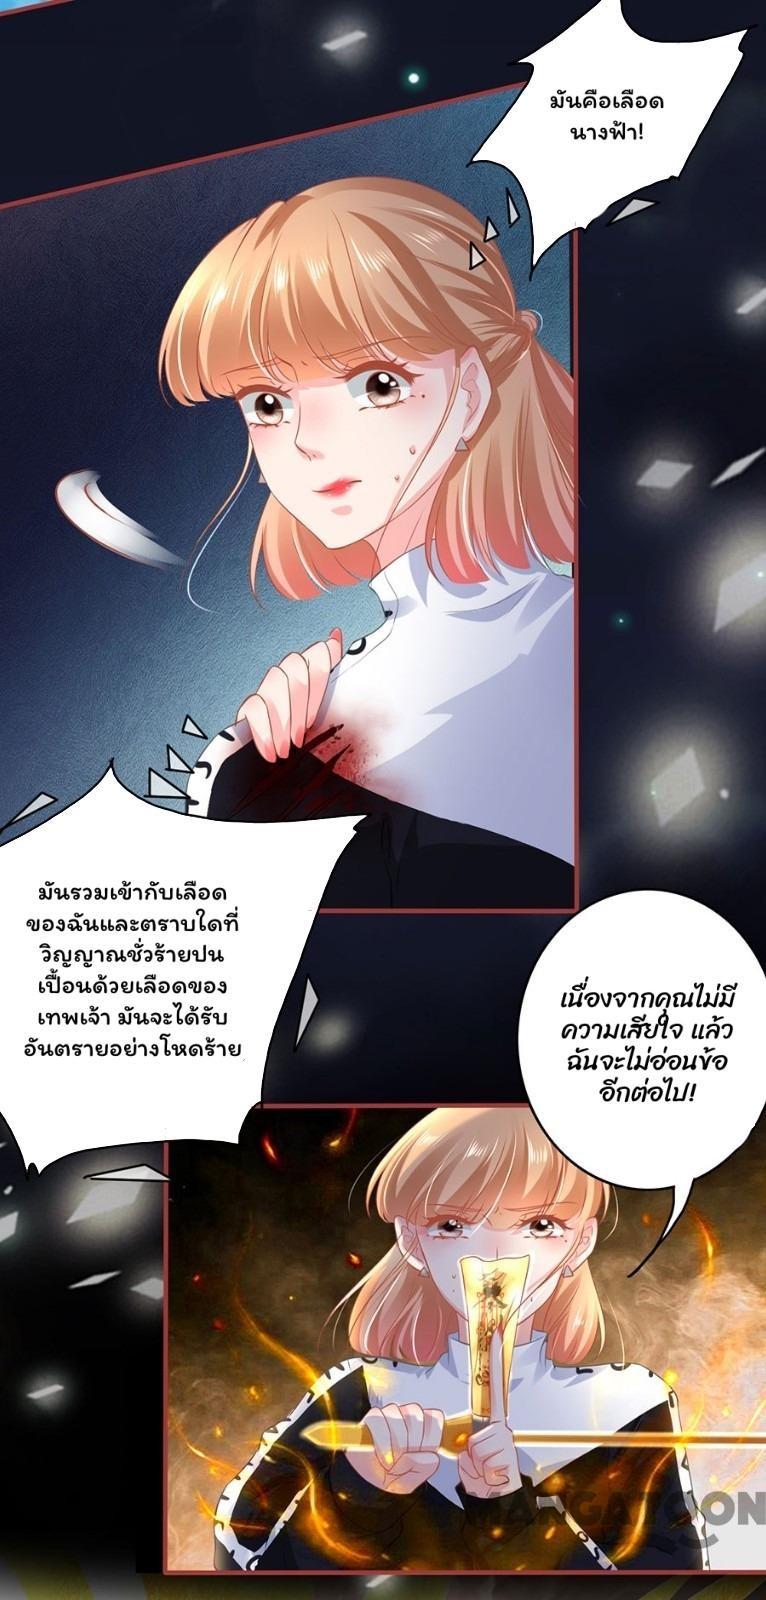 มันคือเลือด
นางฟ้า!
มันรวมเข้ากับเลือด
ของฉันและตราบใดที่
วิญญาณชั่วร้ายปน
เปื้อนด้วยเลือดของ
เทพเจ้า มันจะได้รับ
อันตรายอย่างโหดร้าย
เนื่องจากคุณไม่มี
ความเสียใจ แล้ว
ฉันจะไม่อ่อนข้อ
อีกต่อไป!
MANGATOON